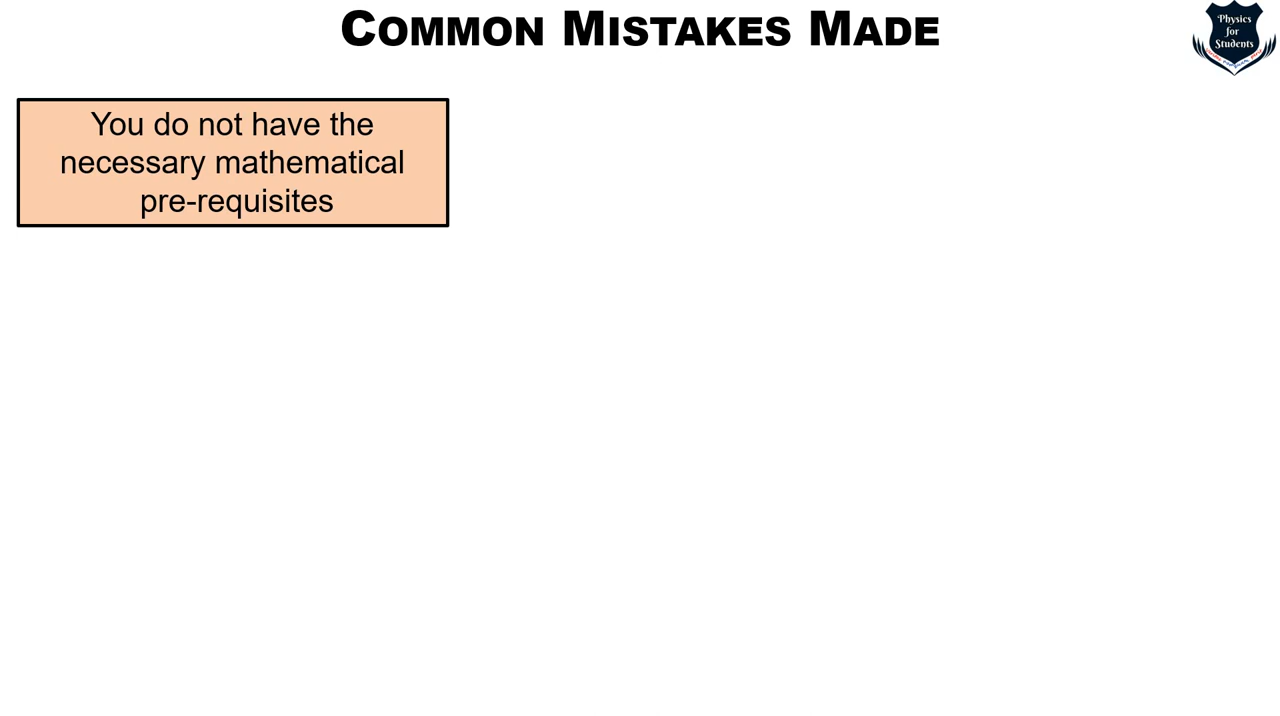 COMMON MISTAKES MADE
Physics
for
Students
You do not have the
necessary mathematical
pre-requisites